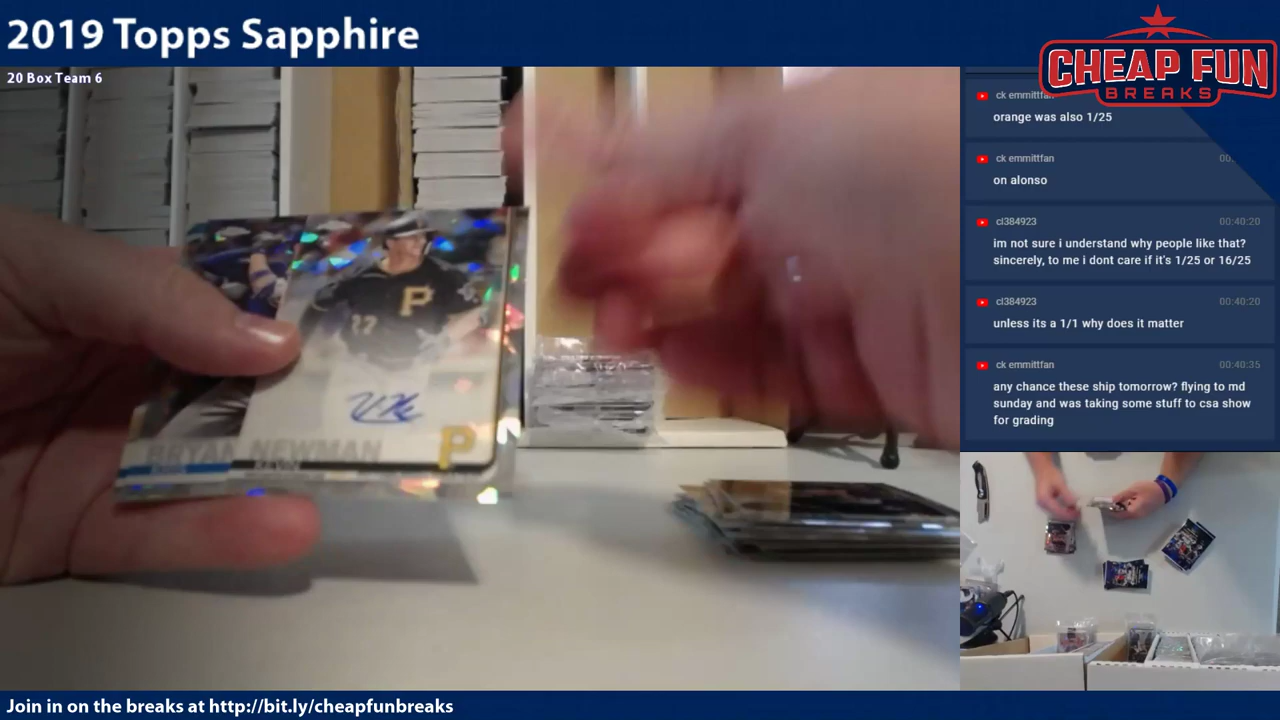 2019 Topps Sapphire
20 Box Team 6
CHEAP FUN
BREAKS
ck emmittfan
orange was also 1/25
ck emmittfan
on alonso
cl384923
00:40:20
im not sure i understand why people like that?
sincerely, to me i dont care if it's 1/25 or 16/25
cl384923
00:40:20
unless its a 1/1 why does it matter
ck emmittfan
00:40:35
any chance these ship tomorrow? flying to md
sunday and was taking some stuff to csa show
for grading
P
27
BRYAN NEWMAN
KEVIN
P
Join in on the breaks at http://bit.ly/cheapfunbreaks